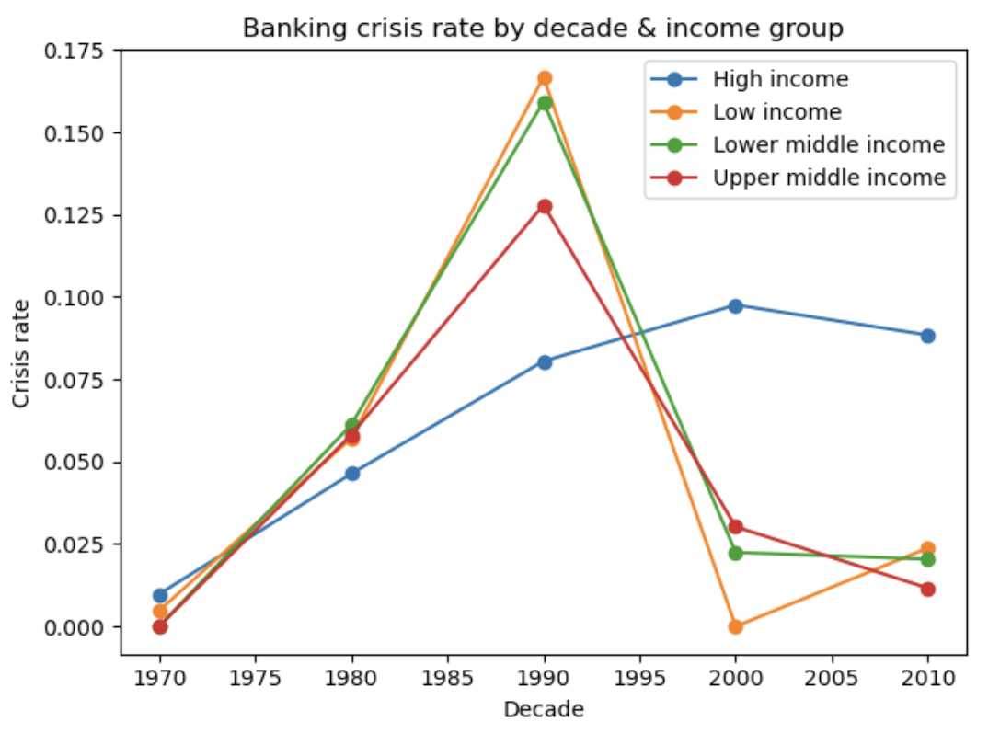 Banking crisis rate by decade & income group
0.175
0.150
0.125
0.100
0.075
0.050
0.025
0.000
Crisis rate
High income
Low income
Lower middle income
Upper middle income
1970 1975 1980 1985 1990 1995 2000 2005 2010
Decade